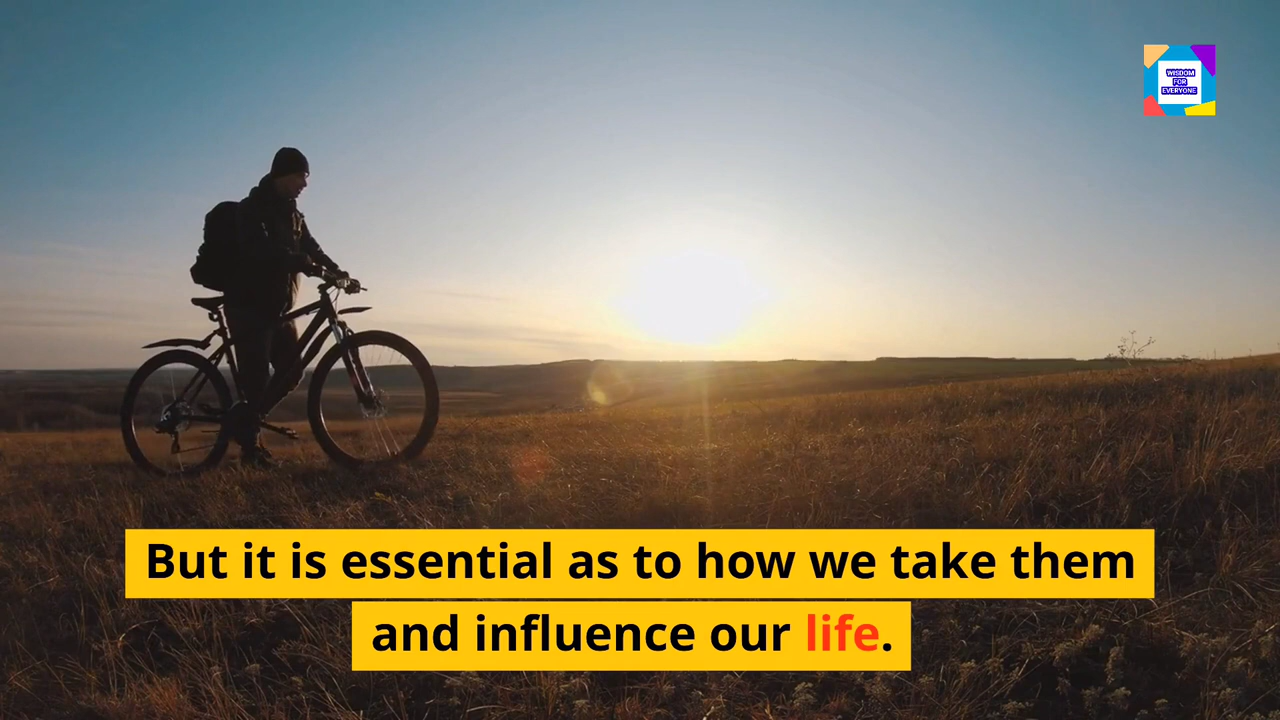 WISDOM
FOR
EVERYONE
But it is essential as to how we take them
and influence our life.